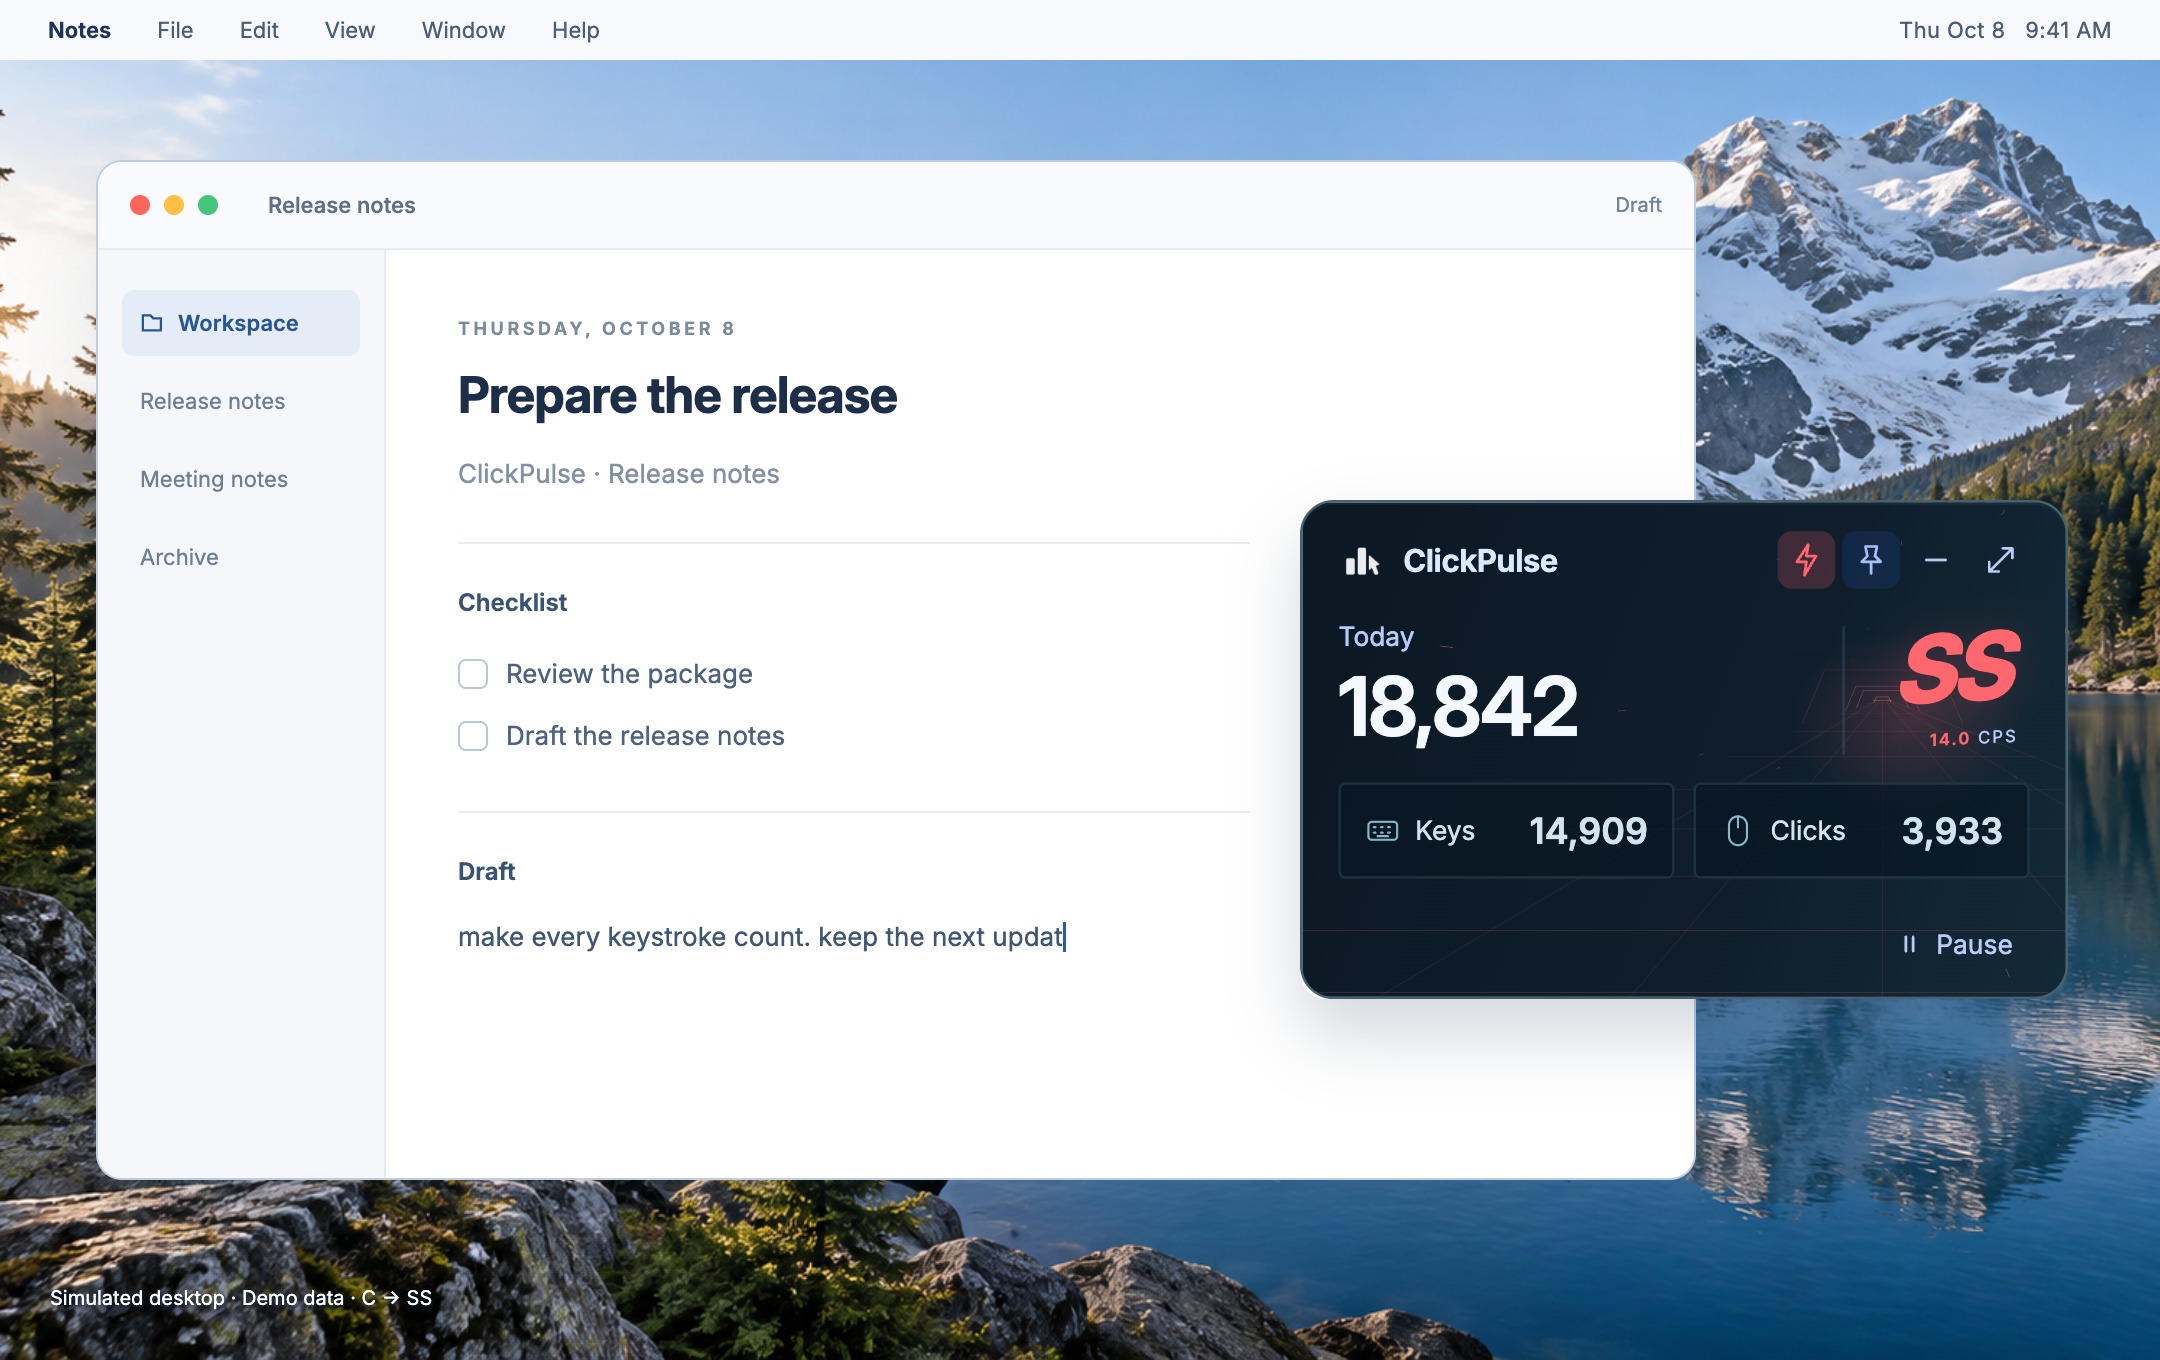 Notes File Edit View Window Help Thu Oct 8 9:41 AM
Release notes Draft
Workspace
Release notes
Meeting notes
Archive
THURSDAY, OCTOBER 8
Prepare the release
ClickPulse · Release notes
Checklist
Review the package
Draft the release notes
Draft
make every keystroke count. keep the next updat
ClickPulse
Today
18,842
SS
14.0 CPS
Keys 14,909
Clicks 3,933
Pause
Simulated desktop · Demo data · C → SS